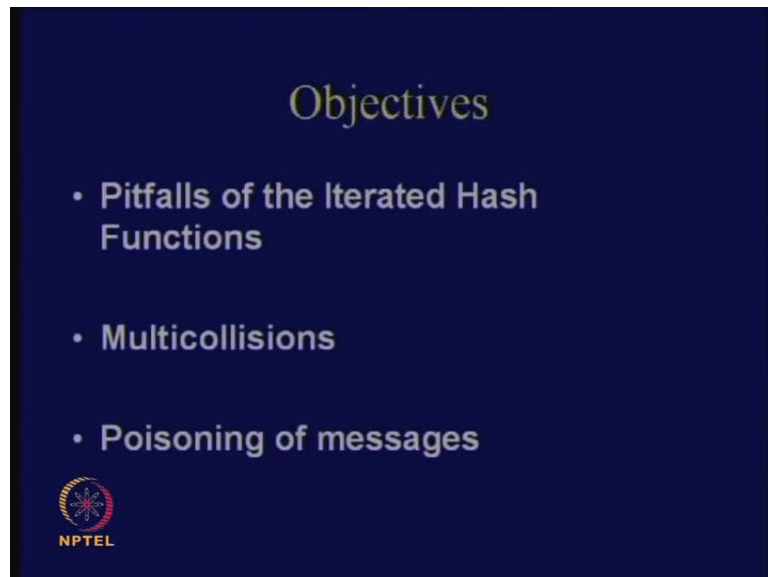 Objectives
• Pitfalls of the Iterated Hash
Functions
• Multicollisions
• Poisoning of messages
NPTEL